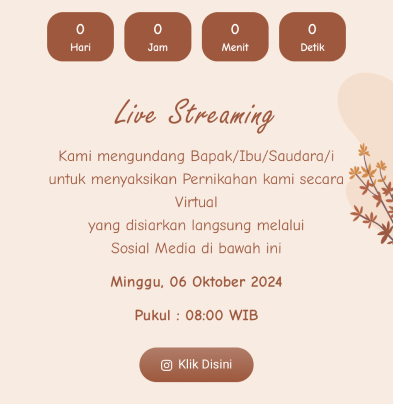 0 0 0 0
Hari Jam Menit Detik
Live Streaming
Kami mengundang Bapak/Ibu/Saudara/i
untuk menyaksikan Pernikahan kami secara
Virtual
yang disiarkan langsung melalui
Sosial Media di bawah ini
Minggu, 06 Oktober 2024
Pukul : 08:00 WIB
Klik Disini